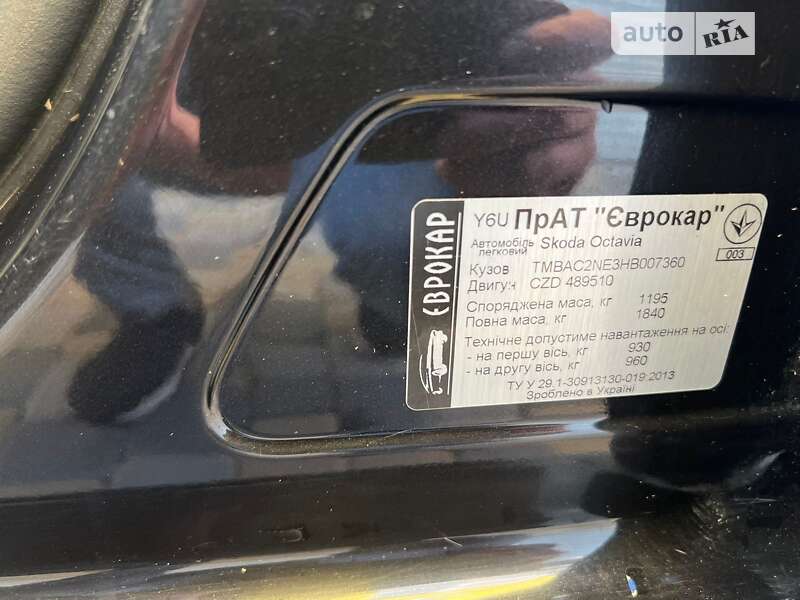 auto RIA
ЄВРОКАР
Y6U ПрАТ "Єврокар"
Автомобіль легковий Skoda Octavia
003
Кузов TMBAC2NE3HB007360
Двигун CZD 489510
Споряджена маса, кг 1195
Повна маса, кг 1840
Технічне допустиме навантаження на осі:
- на першу вісь, кг 930
- на другу вісь, кг 960
ТУ У 29.1-30913130-019:2013
Зроблено в Україні